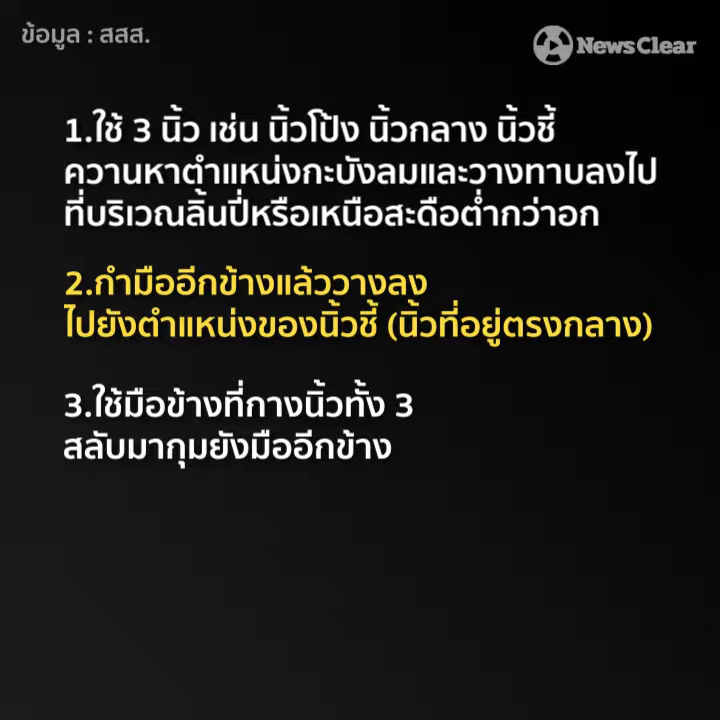 ข้อมูล : สสส.
News Clear
1.ใช้ 3 นิ้ว เช่น นิ้วโป้ง นิ้วกลาง นิ้วชี้
ควานหาตำแหน่งกะบังลมและวางทาบลงไป
ที่บริเวณลิ้นปี่หรือเหนือสะดือต่ำกว่าอก
2.กำมืออีกข้างแล้ววางลง
ไปยังตำแหน่งของนิ้วชี้ (นิ้วที่อยู่ตรงกลาง)
3.ใช้มือข้างที่กางนิ้วทั้ง 3
สลับมากุมยังมืออีกข้าง